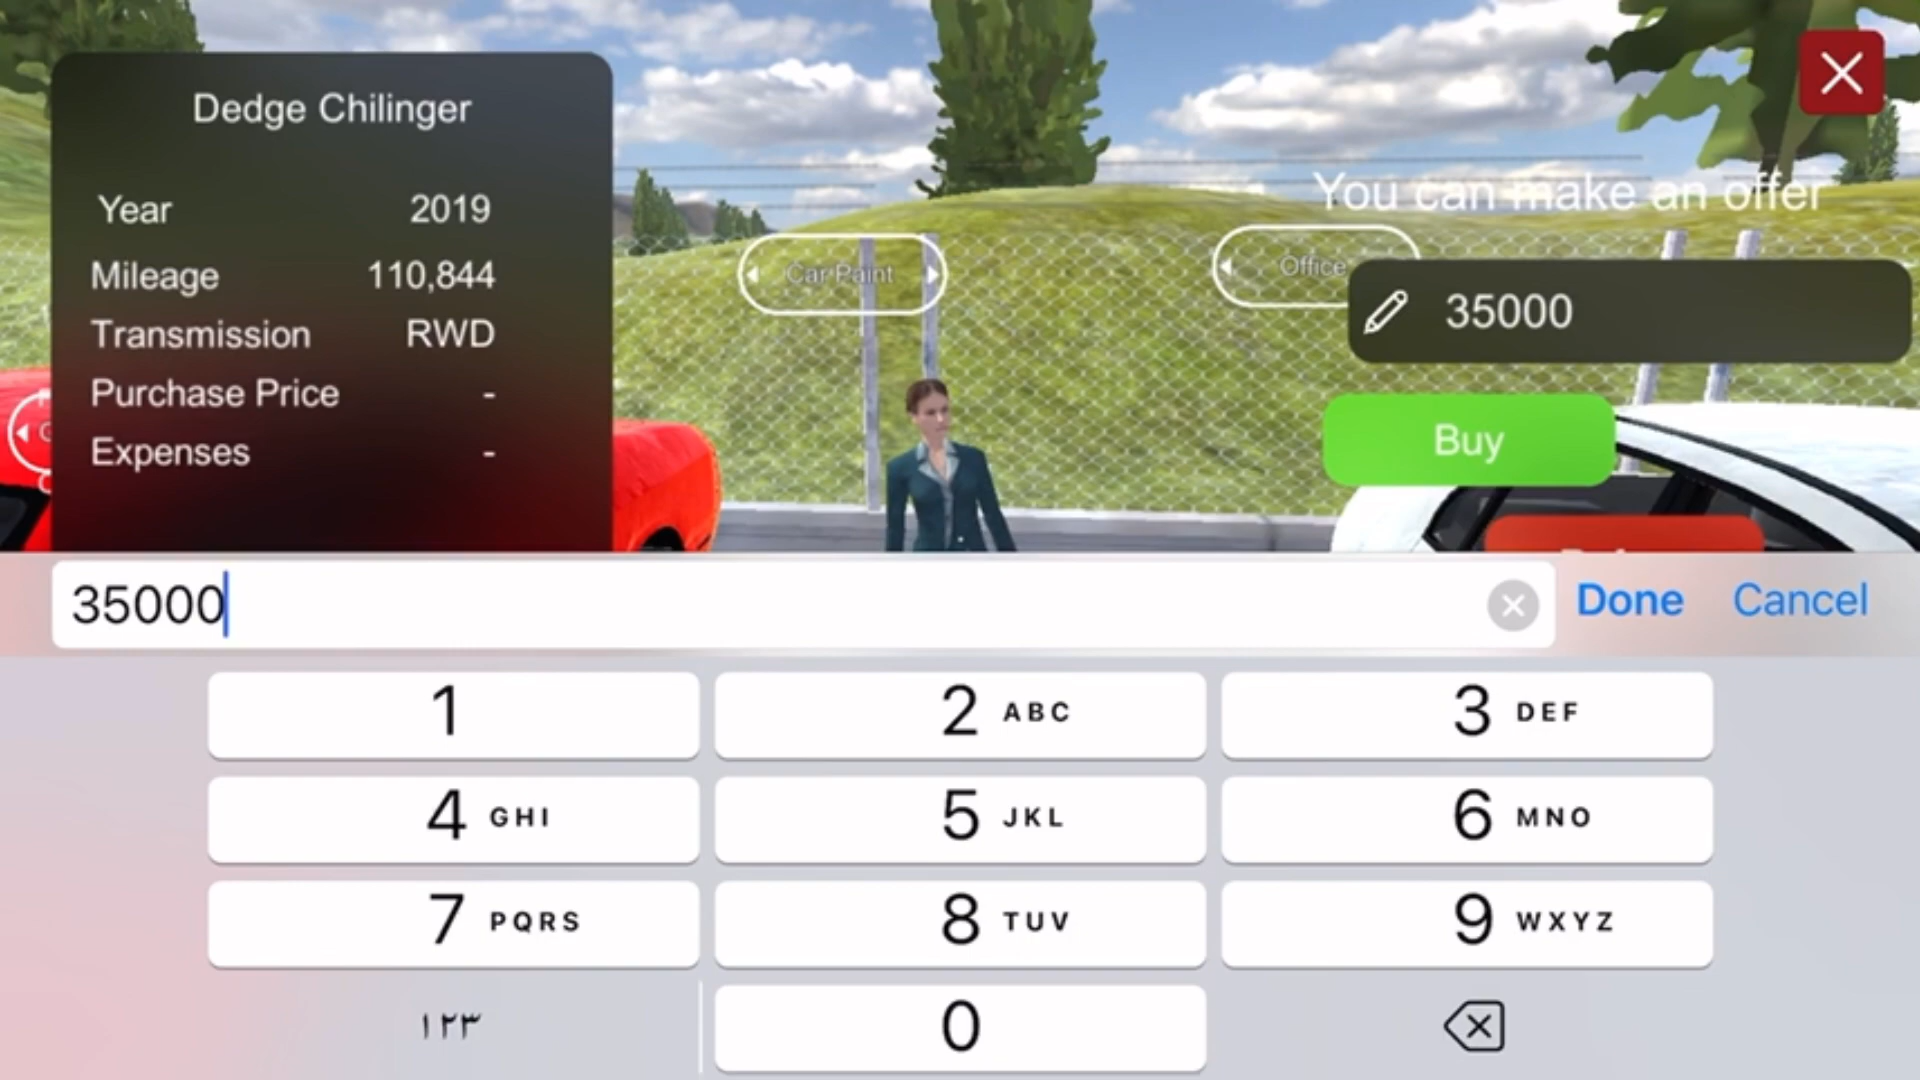 Dedge Chilinger
Year 2019
Mileage 110,844
Transmission RWD
Purchase Price -
Expenses -
Car Paint
Office
You can make an offer
35000
Buy
35000
Done Cancel
1
2 ABC
3 DEF
4 GHI
5 JKL
6 MNO
7 PQRS
8 TUV
9 WXYZ
١٢٣
0